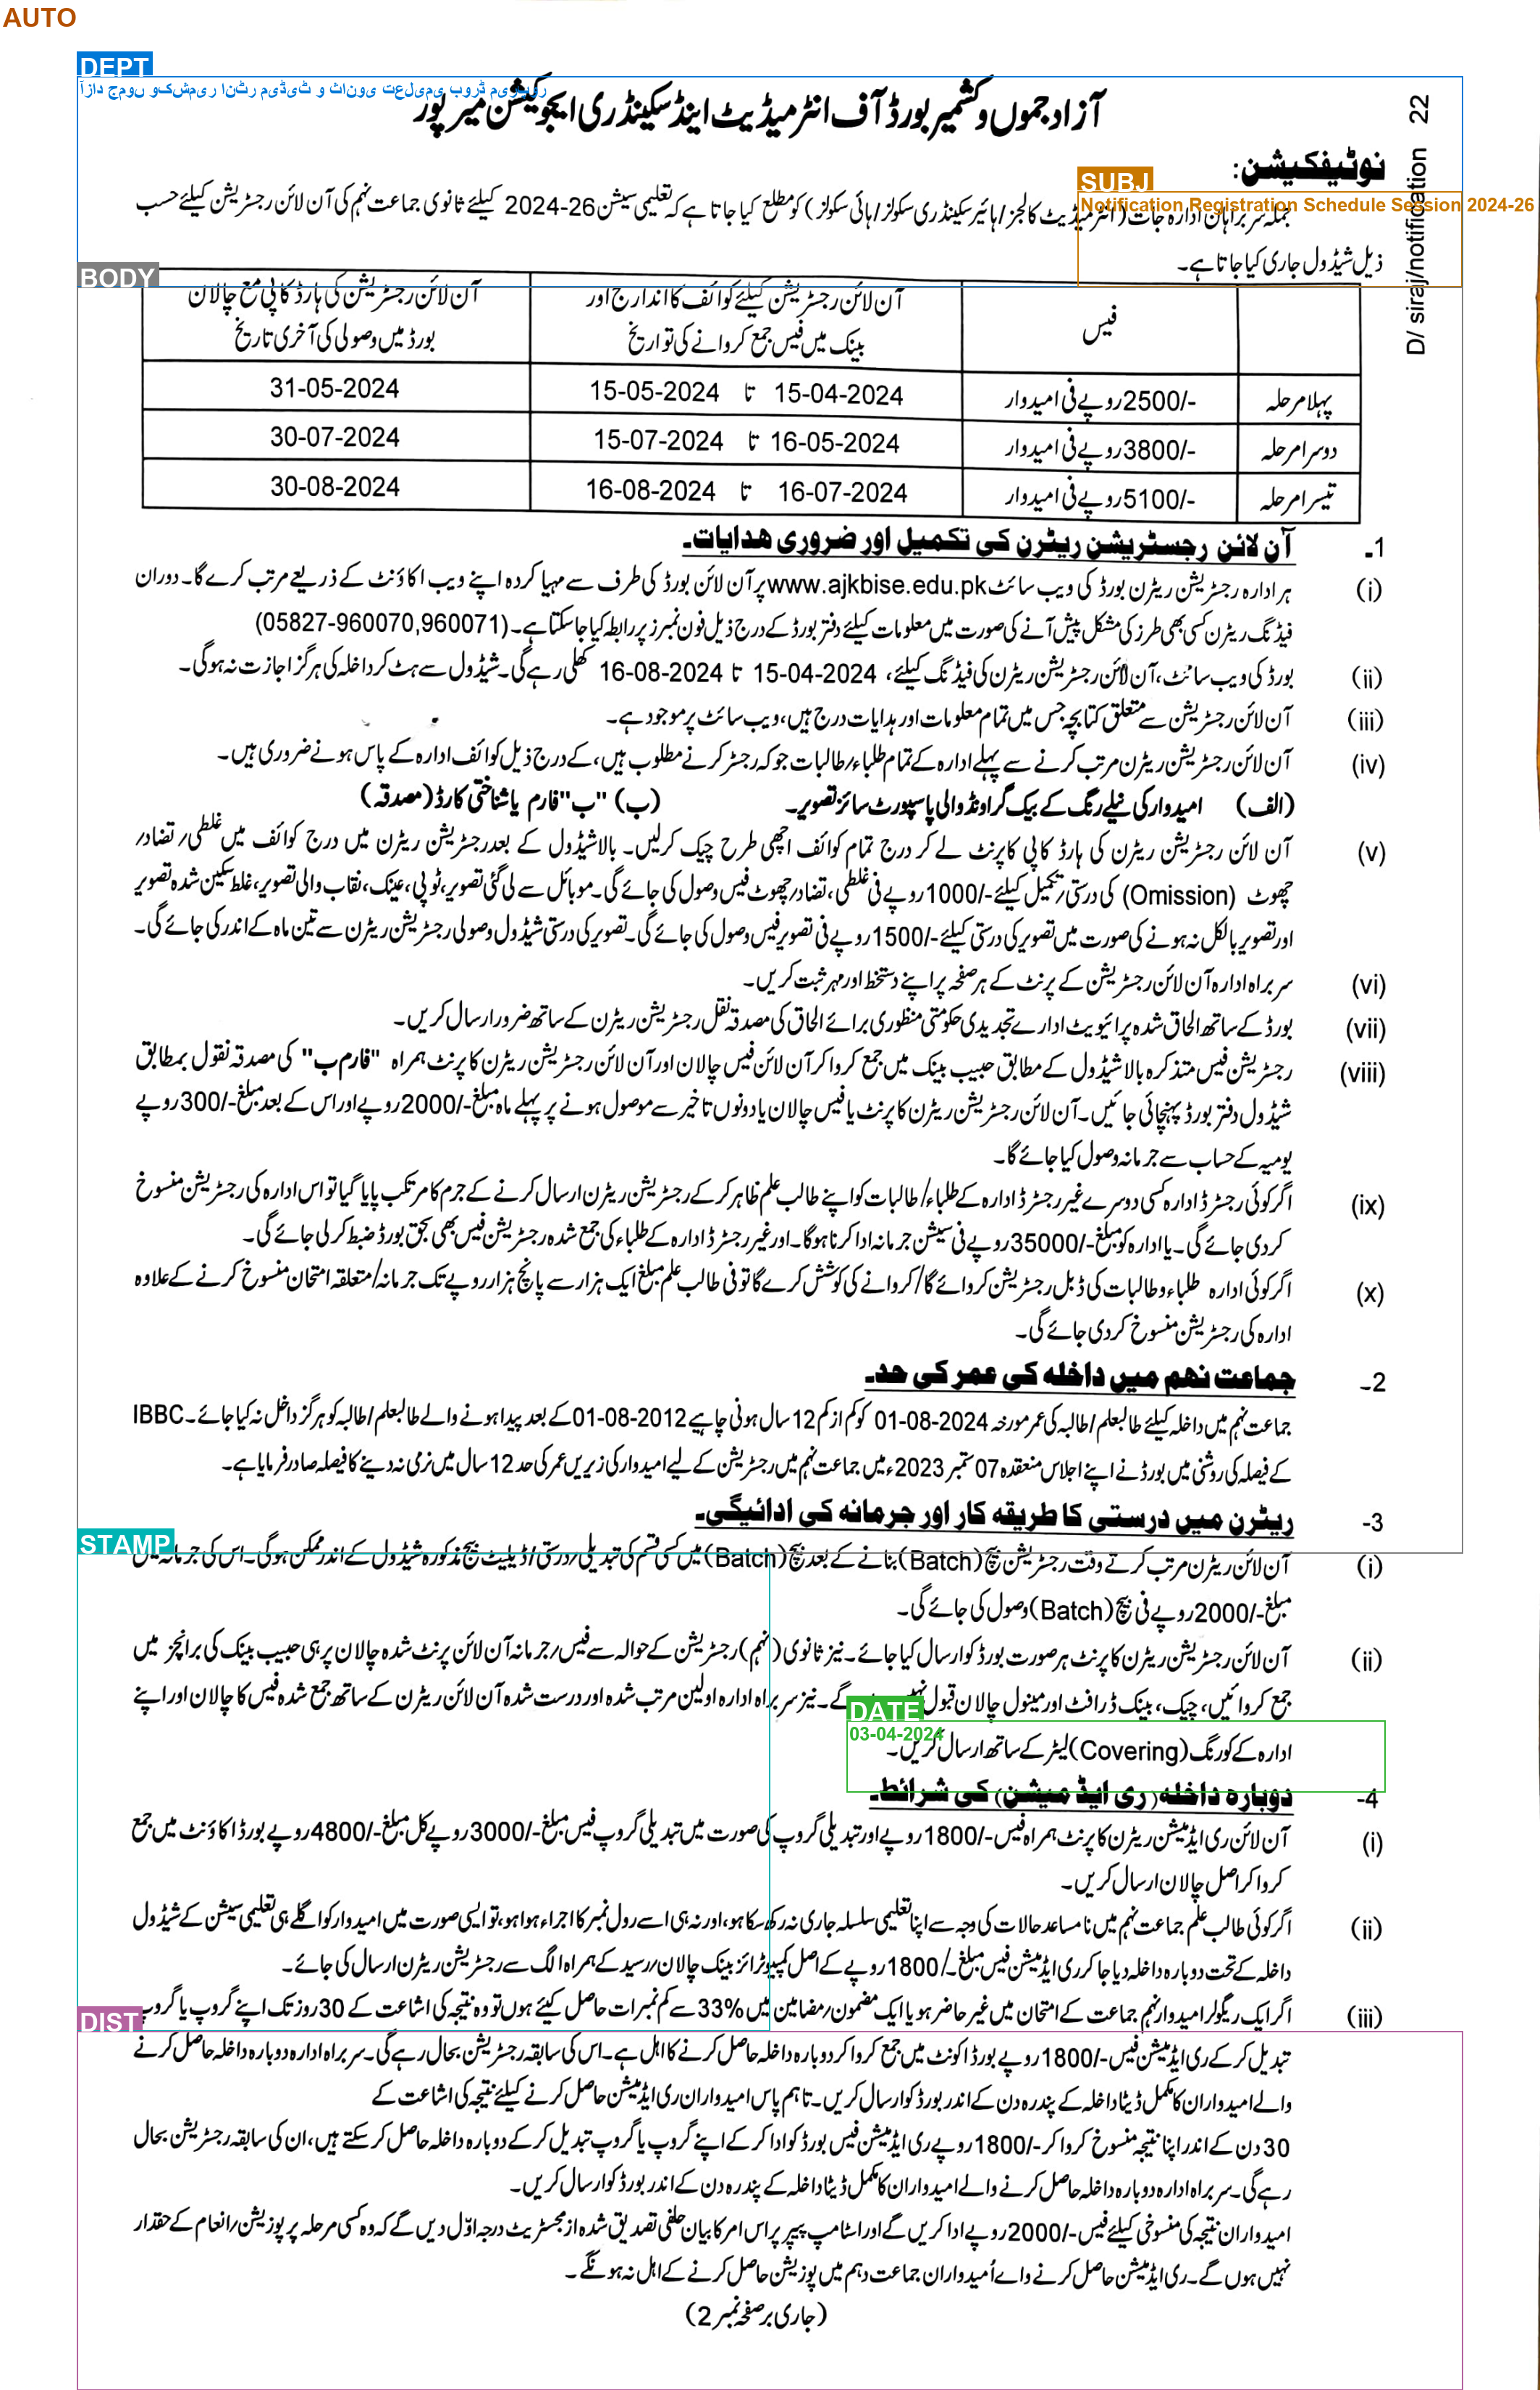 AUTO
DEPT
آزاد جموں وکشمیر انٹر میڈیٹ و ثانوی تعلیمی بورڈ میرپور
آزاد جموں و کشمیر بورڈ آف انٹر میڈیٹ اینڈ سکینڈری ایجوکیشن میر پور
D/ siraj/notification 22
نوٹیفکیشن:
SUBJ
Notification Registration Schedule Session 2024-26
جملہ سربراہان ادارہ جات (انٹرمیڈیٹ کالجز/ہائیر سکینڈری سکولز/ہائی سکولز) کو مطلع کیا جاتا ہے کہ تعلیمی سیشن 26-2024 کیلئے ثانوی جماعت نہم کی آن لائن رجسٹریشن کیلئے حسب
ذیل شیڈول جاری کیا جاتا ہے۔
BODY
فیس
آن لائن رجسٹریشن کیلئے کوائف کا اندارج اور
بینک میں فیس جمع کروانے کی تواریخ
آن لائن رجسٹریشن کی ہارڈ کاپی مع چالان
بورڈ میں وصولی کی آخری تاریخ
پہلا مرحلہ 2500/- روپے فی امیدوار 15-04-2024 تا 15-05-2024 31-05-2024
دوسرا مرحلہ 3800/- روپے فی امیدوار 16-05-2024 تا 15-07-2024 30-07-2024
تیسرا مرحلہ 5100/- روپے فی امیدوار 16-07-2024 تا 16-08-2024 30-08-2024
1۔ آن لائن رجسٹریشن ریٹرن کی تکمیل اور ضروری ھدایات۔
(i) ہر ادارہ رجسٹریشن ریٹرن بورڈ کی ویب سائٹ www.ajkbise.edu.pk پر آن لائن بورڈ کی طرف سے مہیا کردہ اپنے ویب اکاؤنٹ کے ذریعے مرتب کرے گا۔ دوران
فیڈنگ ریٹرن کسی بھی طرز کی مشکل پیش آنے کی صورت میں معلومات کیلئے دفتر بورڈ کے درج ذیل فون نمبرز پر رابطہ کیا جاسکتا ہے۔ (05827-960070,960071)
(ii) بورڈ کی ویب سائٹ، آن لائن رجسٹریشن ریٹرن کی فیڈنگ کیلئے، 15-04-2024 تا 16-08-2024 کھلی رہے گی۔ شیڈول سے ہٹ کر داخلہ کی ہرگز اجازت نہ ہوگی۔
(iii) آن لائن رجسٹریشن سے متعلق کتابچہ جس میں تمام معلومات اور ہدایات درج ہیں، ویب سائٹ پر موجود ہے۔
(iv) آن لائن رجسٹریشن ریٹرن مرتب کرنے سے پہلے ادارہ کے تمام طلباء/طالبات جو کہ رجسٹر کرنے مطلوب ہیں، کے درج ذیل کوائف ادارہ کے پاس ہونے ضروری ہیں۔
(الف) امیدوار کی نیلے رنگ کے بیک گراونڈ والی پاسپورٹ سائز تصویر۔ (ب) "ب" فارم یا شناختی کارڈ (مصدقہ)
(v) آن لائن رجسٹریشن ریٹرن کی ہارڈ کاپی کا پرنٹ لے کر درج تمام کوائف اچھی طرح چیک کرلیں۔ بالا شیڈول کے بعد رجسٹریشن ریٹرن میں درج کوائف میں غلطی/تضاد/
چھوٹ (Omission) کی درستی/تکمیل کیلئے -/1000 روپے فی غلطی، تضاد/چھوٹ فیس وصول کی جائے گی۔ موبائل سے لی گئی تصویر، ٹوپی، عینک، نقاب والی تصویر، غلط سکین شدہ تصویر
اور تصویر بالکل نہ ہونے کی صورت میں تصویر کی درستی کیلئے -/1500 روپے فی تصویر فیس وصول کی جائے گی۔ تصویر کی درستی شیڈول وصولی رجسٹریشن ریٹرن سے تین ماہ کے اندر کی جائے گی۔
(vi) سربراہ ادارہ آن لائن رجسٹریشن کے پرنٹ کے ہر صفحہ پر اپنے دستخط اور مہر ثبت کریں۔
(vii) بورڈ کے ساتھ الحاق شدہ پرائیویٹ ادارے تجدیدی حکومتی منظوری برائے الحاق کی مصدقہ نقل رجسٹریشن ریٹرن کے ساتھ ضرور ارسال کریں۔
(viii) رجسٹریشن فیس متذکرہ بالا شیڈول کے مطابق حبیب بینک میں جمع کروا کر آن لائن فیس چالان اور آن لائن رجسٹریشن ریٹرن کا پرنٹ ہمراہ "فارم ب" کی مصدقہ نقول بمطابق
شیڈول دفتر بورڈ پہنچائی جائیں۔ آن لائن رجسٹریشن ریٹرن کا پرنٹ یا فیس چالان یا دونوں تاخیر سے موصول ہونے پر پہلے ماہ مبلغ -/2000 روپے اور اس کے بعد مبلغ -/300 روپے
یومیہ کے حساب سے جرمانہ وصول کیا جائے گا۔
(ix) اگر کوئی رجسٹرڈ ادارہ کسی دوسرے غیر رجسٹرڈ ادارہ کے طلباء/طالبات کو اپنے طالب علم ظاہر کر کے رجسٹریشن ریٹرن ارسال کرنے کے جرم کا مرتکب پایا گیا تو اس ادارہ کی رجسٹریشن منسوخ
کردی جائے گی۔ یا ادارہ کو مبلغ -/35000 روپے فی سیشن جرمانہ ادا کرنا ہوگا۔ اور غیر رجسٹرڈ ادارہ کے طلباء کی جمع شدہ رجسٹریشن فیس بھی بحق بورڈ ضبط کر لی جائے گی۔
(x) اگر کوئی ادارہ طلباء و طالبات کی ڈبل رجسٹریشن کروائے گا/کروانے کی کوشش کرے گا تو فی طالب علم مبلغ ایک ہزار سے پانچ ہزار روپے تک جرمانہ/متعلقہ امتحان منسوخ کرنے کے علاوہ
ادارہ کی رجسٹریشن منسوخ کردی جائے گی۔
2۔ جماعت نھم میں داخلہ کی عمر کی حد۔
جماعت نہم میں داخلہ کیلئے طالبعلم/طالبہ کی عمر مورخہ 01-08-2024 کو کم از کم 12 سال ہونی چاہیے 01-08-2012 کے بعد پیدا ہونے والے طالبعلم/طالبہ کو ہرگز داخل نہ کیا جائے۔ IBBC
کے فیصلہ کی روشنی میں بورڈ نے اپنے اجلاس منعقدہ 07 ستمبر 2023ء میں جماعت نہم میں رجسٹریشن کے لیے امیدوار کی زیریں عمر کی حد 12 سال میں نرمی نہ دینے کا فیصلہ صادر فرمایا ہے۔
3- ریٹرن میں درستی کا طریقہ کار اور جرمانہ کی ادائیگی۔
STAMP
(i) آن لائن ریٹرن مرتب کرتے وقت رجسٹریشن بیچ (Batch) بنانے کے بعد بیچ (Batch) میں کسی قسم کی تبدیلی/درستی/ڈیلیٹ بیچ مذکورہ شیڈول کے اندر ممکن ہوگی۔ اس کی جرمانہ فیس
مبلغ -/2000 روپے فی بیچ (Batch) وصول کی جائے گی۔
(ii) آن لائن رجسٹریشن ریٹرن کا پرنٹ ہر صورت بورڈ کو ارسال کیا جائے۔ نیز ثانوی (نہم) رجسٹریشن کے حوالہ سے فیس/جرمانہ آن لائن پرنٹ شدہ چالان پر ہی حبیب بینک کی برانچز میں
جمع کروائیں، چیک، بینک ڈرافٹ اور مینول چالان قبول نہیں گے۔ نیز سربراہ ادارہ اولین مرتب شدہ اور درست شدہ آن لائن ریٹرن کے ساتھ جمع شدہ فیس کا چالان اور اپنے
DATE
03-04-2024
ادارہ کے کورنگ (Covering) لیٹر کے ساتھ ارسال کریں۔
4- دوبارہ داخلہ (ری ایڈ میشن) کی شرائط۔
(i) آن لائن ری ایڈمیشن ریٹرن کا پرنٹ ہمراہ فیس -/1800 روپے اور تبدیلی گروپ کی صورت میں تبدیلی گروپ فیس مبلغ -/3000 روپے کل مبلغ -/4800 روپے بورڈ اکاؤنٹ میں جمع
کروا کر اصل چالان ارسال کریں۔
(ii) اگر کوئی طالب علم جماعت نہم میں نامساعد حالات کی وجہ سے اپنا تعلیمی سلسلہ جاری نہ رکھ سکا ہو، اور نہ ہی اسے رول نمبر کا اجراء ہوا ہو، تو ایسی صورت میں امیدوار کو اگلے ہی تعلیمی سیشن کے شیڈول
داخلہ کے تحت دوبارہ داخلہ دیا جا کر ری ایڈمیشن فیس مبلغ -/1800 روپے کے اصل کمپیوٹرائز بینک چالان/رسید کے ہمراہ الگ سے رجسٹریشن ریٹرن ارسال کی جائے۔
(iii) اگر ایک ریگولر امیدوار نہم جماعت کے امتحان میں غیر حاضر ہو یا ایک مضمون/مضامین میں 33% سے کم نمبرات حاصل کیئے ہوں تو وہ نتیجہ کی اشاعت کے 30 روز تک اپنے گروپ یا گروپ
DIST
تبدیل کر کے ری ایڈمیشن فیس -/1800 روپے بورڈ اکونٹ میں جمع کروا کر دوبارہ داخلہ حاصل کرنے کا اہل ہے۔ اس کی سابقہ رجسٹریشن بحال رہے گی۔ سربراہ ادارہ دوبارہ داخلہ حاصل کرنے
والے امیدواران کا مکمل ڈیٹا داخلہ کے پندرہ دن کے اندر بورڈ کو ارسال کریں۔ تاہم پاس امیدواران ری ایڈمیشن حاصل کرنے کیلئے نتیجہ کی اشاعت کے
30 دن کے اندر اپنا نتیجہ منسوخ کروا کر -/1800 روپے ری ایڈمیشن فیس بورڈ کو ادا کر کے اپنے گروپ یا گروپ تبدیل کر کے دوبارہ داخلہ حاصل کر سکتے ہیں، ان کی سابقہ رجسٹریشن بحال
رہے گی۔ سربراہ ادارہ دوبارہ داخلہ حاصل کرنے والے امیدواران کا مکمل ڈیٹا داخلہ کے پندرہ دن کے اندر بورڈ کو ارسال کریں۔
امیدواران نتیجہ کی منسوخی کیلئے فیس -/2000 روپے ادا کریں گے اور اسٹامپ پیپر پر اس امر کا بیان حلفی تصدیق شدہ از مجسٹریٹ درجہ اوّل دیں گے کہ وہ کسی مرحلہ پر پوزیشن/انعام کے حقدار
نہیں ہوں گے۔ ری ایڈمیشن حاصل کرنے والے اُمیدواران جماعت دہم میں پوزیشن حاصل کرنے کے اہل نہ ہونگے۔
(جاری بر صفحہ نمبر 2)